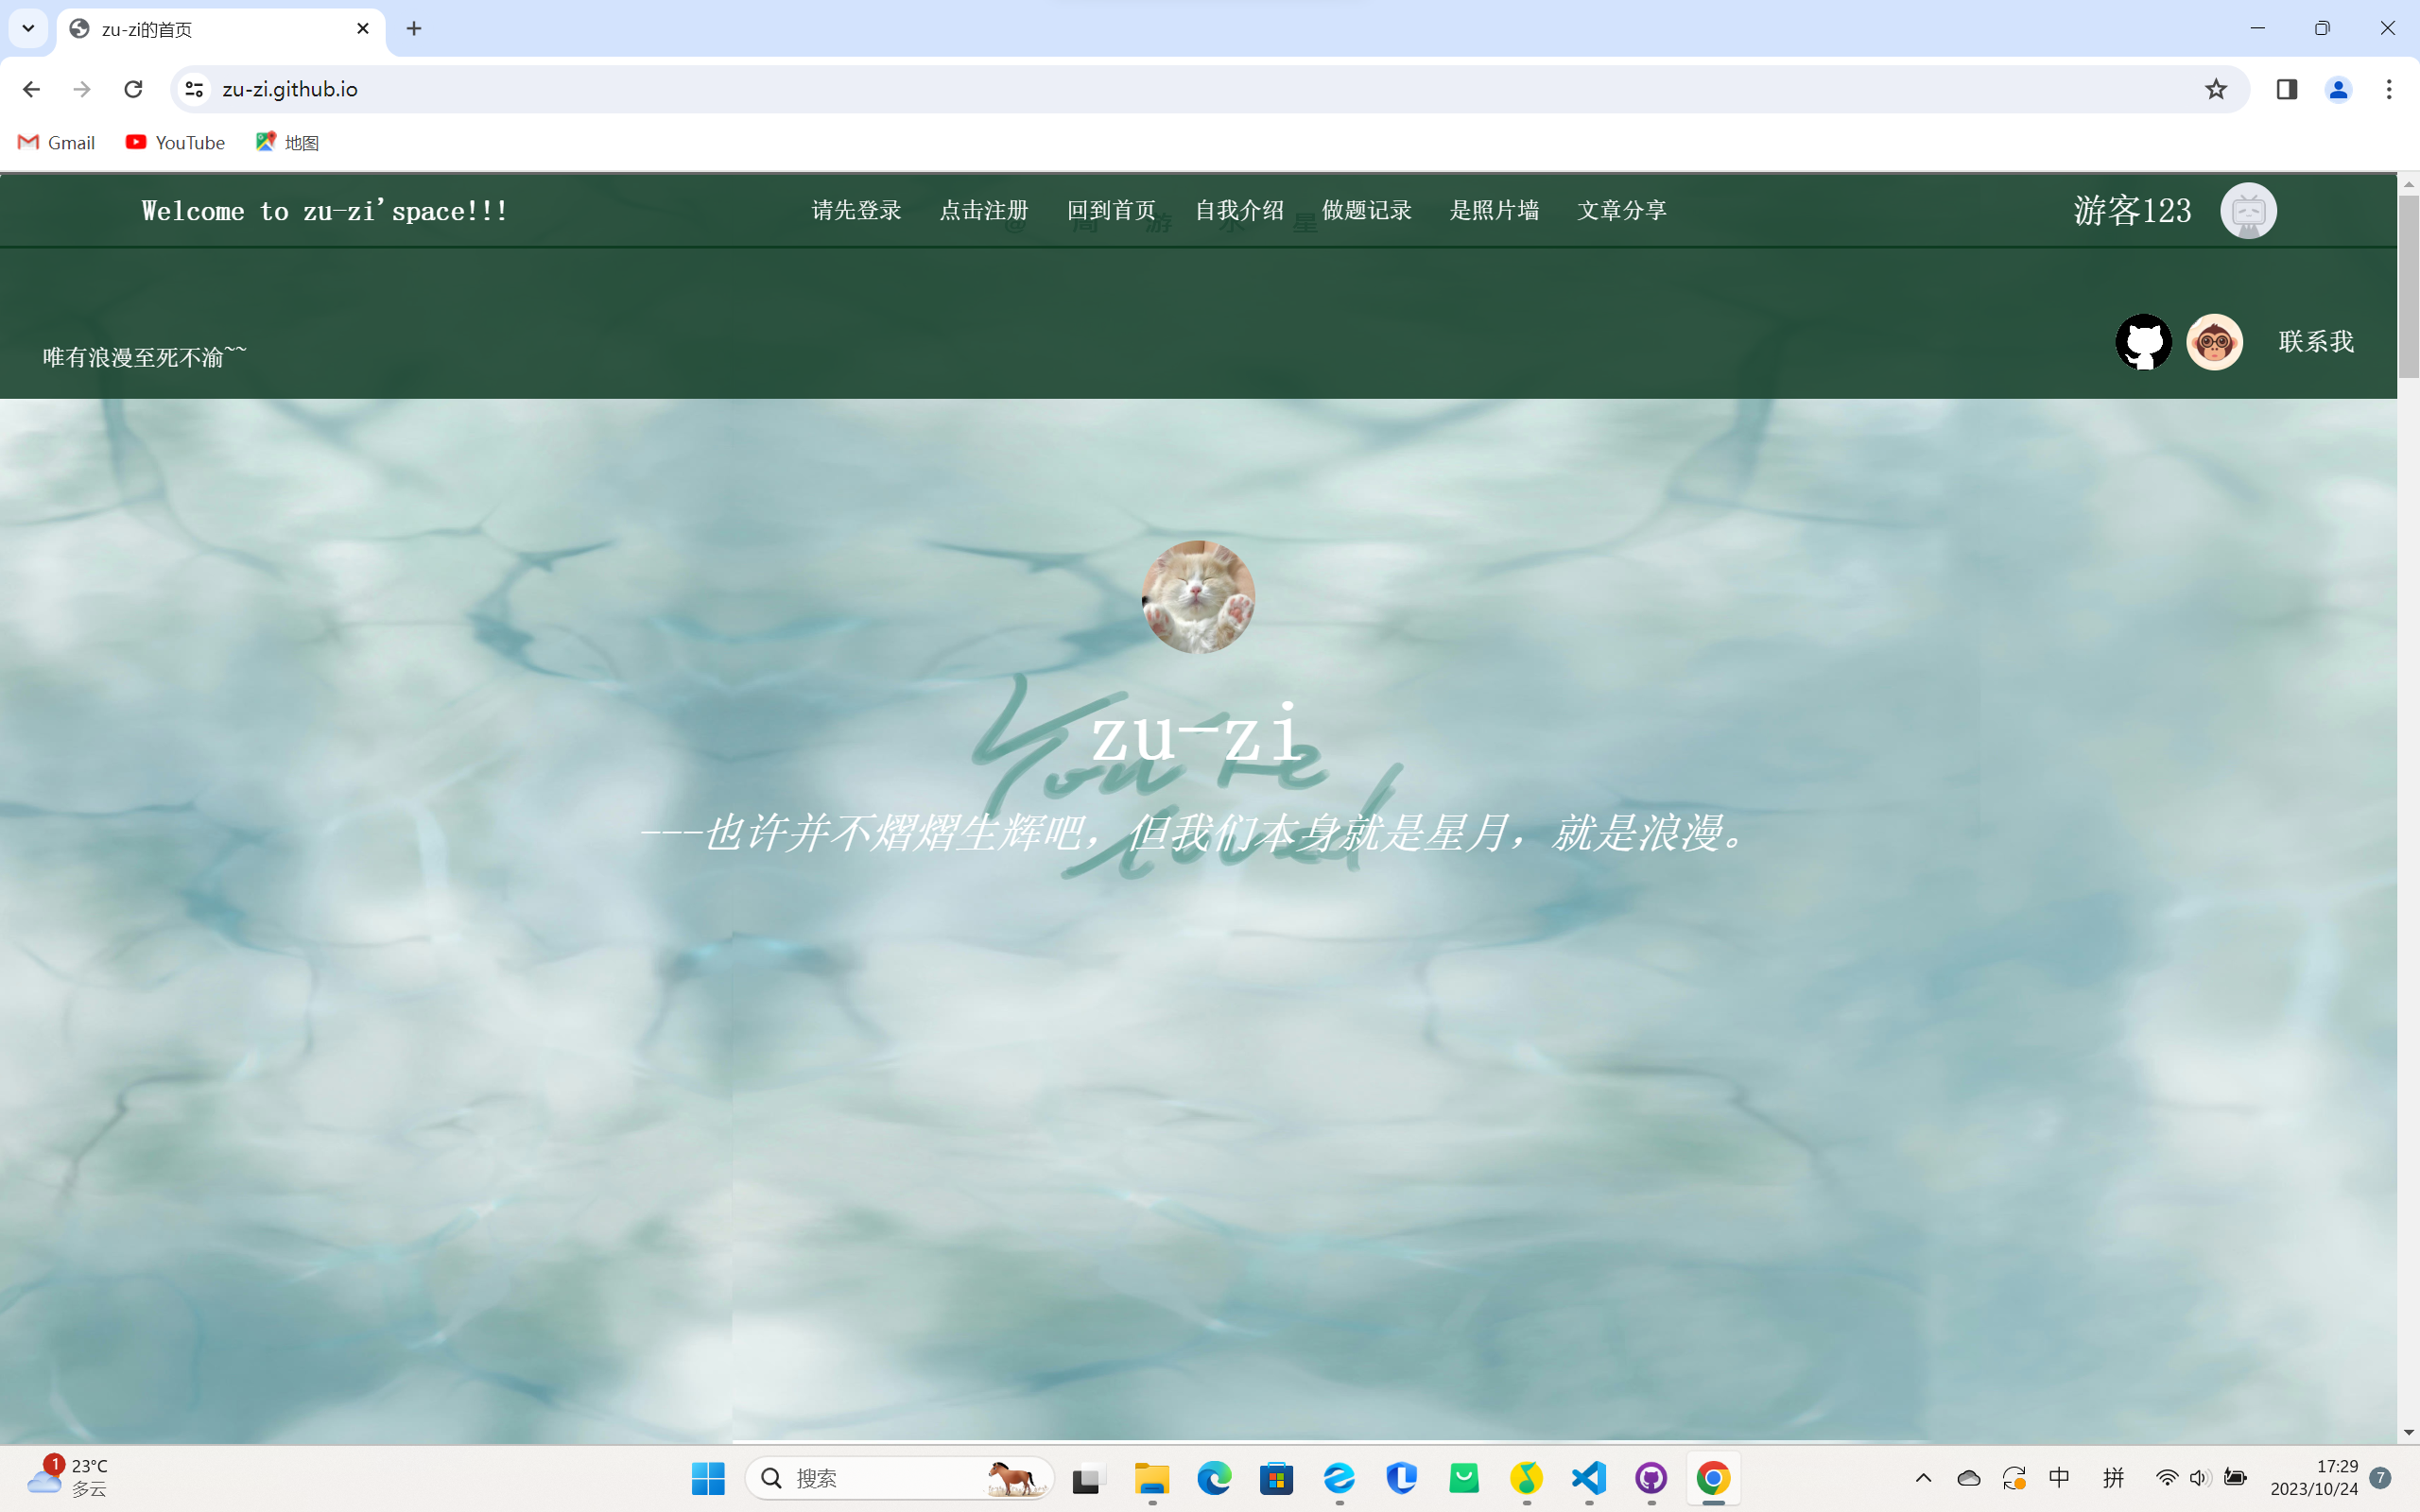 zu-zi的首页
zu-zi.github.io
Gmail YouTube 地图
Welcome to zu-zi'space!!! 请先登录 点击注册 回到首页 自我介绍 做题记录 是照片墙 文章分享 游客123
唯有浪漫至死不渝~~ 联系我
zu-zi
You're
---也许并不熠熠生辉吧，但我们本身就是星月，就是浪漫。
loved
1 23°C
多云
搜索
中 拼
17:29
2023/10/24 7